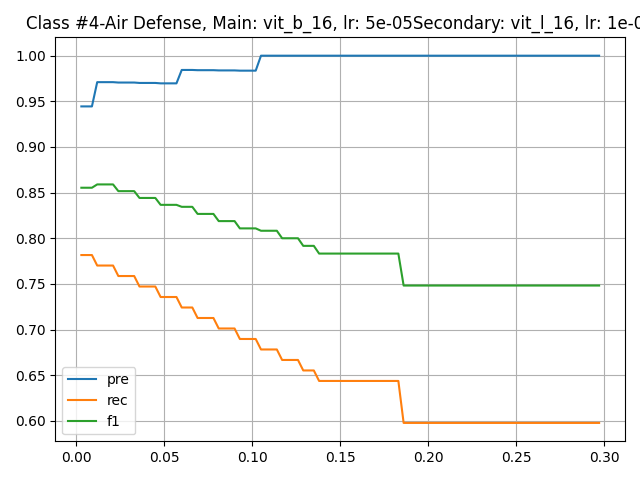 Class #4-Air Defense, Main: vit_b_16, lr: 5e-05Secondary: vit_l_16, lr: 1e-0
1.00
0.95
0.90
0.85
0.80
0.75
0.70
0.65
0.60
pre
rec
f1
0.00 0.05 0.10 0.15 0.20 0.25 0.30